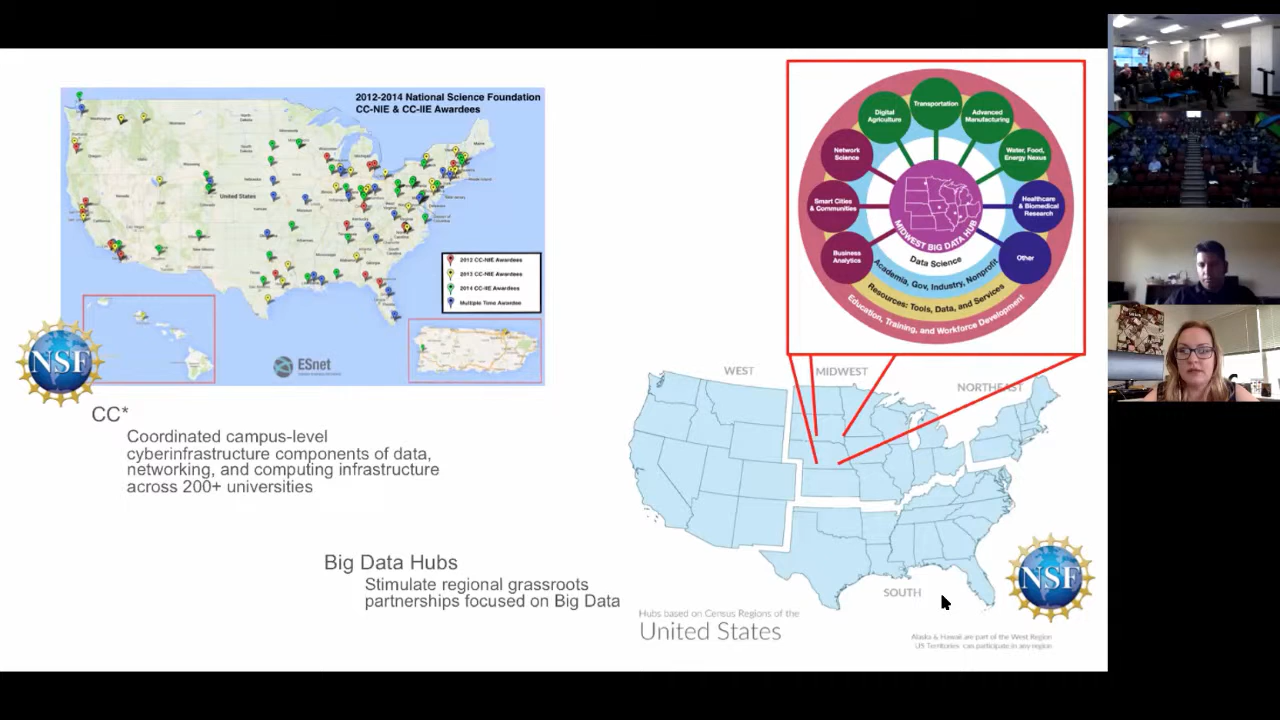 2012-2014 National Science Foundation
CC-NIE & CC-IIE Awardees
United States
2012 CC-NIE Awardees
2013 CC-NIE Awardees
2014 CC-IIE Awardees
Multiple Time Awardee
ESnet
NSF
CC*
Coordinated campus-level
cyberinfrastructure components of data,
networking, and computing infrastructure
across 200+ universities
Big Data Hubs
Stimulate regional grassroots
partnerships focused on Big Data
Transportation
Digital
Agriculture
Advanced
Manufacturing
Network
Science
Water, Food,
Energy Nexus
Smart Cities
& Communities
Healthcare
& Biomedical
Research
Business
Analytics
Other
MIDWEST BIG DATA HUB
Data Science
Academia, Gov, Industry, Nonprofit
Resources: Tools, Data, and Services
Education, Training, and Workforce Development
WEST
MIDWEST
NORTHEAST
SOUTH
NSF
Hubs based on Census Regions of the
United States
Alaska & Hawaii are part of the West Region
US Territories can participate in any region